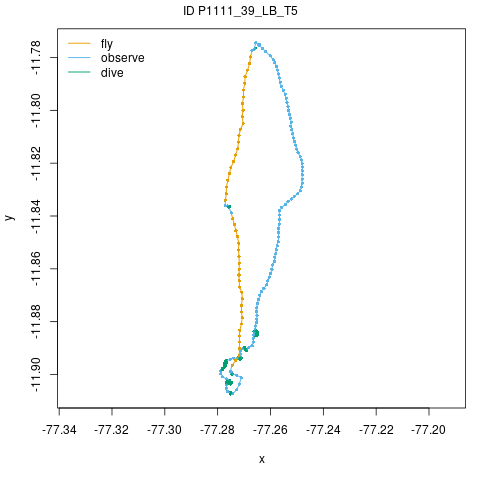 ID P1111_39_LB_T5
fly
observe
dive
y
-11.78
-11.80
-11.82
-11.84
-11.86
-11.88
-11.90
-77.34 -77.32 -77.30 -77.28 -77.26 -77.24 -77.22 -77.20
x